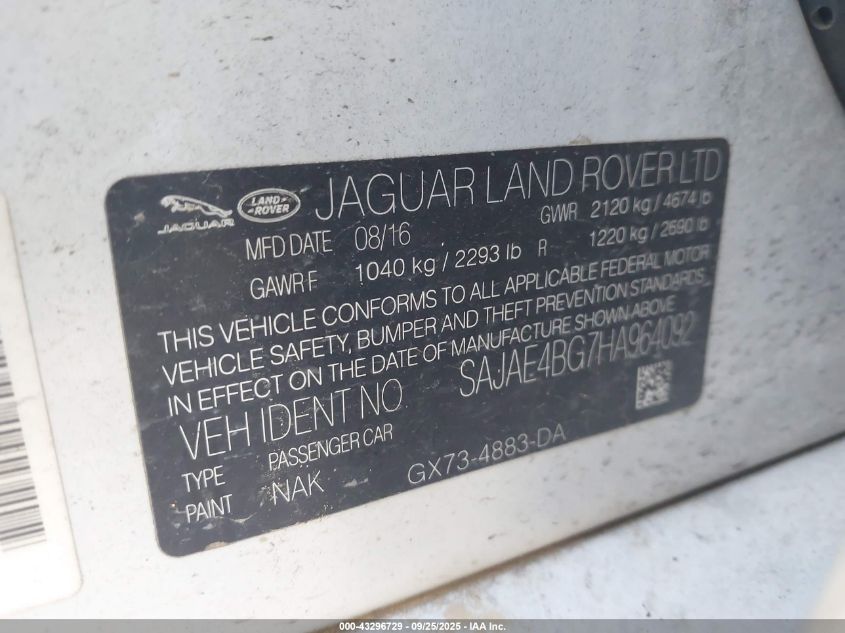 JAGUAR LAND-ROVER JAGUAR LAND ROVER LTD
MFD DATE 08/16 GWR 2120 kg / 4674 lb
GAWR F 1040 kg / 2293 lb R 1220 kg / 2690 lb
THIS VEHICLE CONFORMS TO ALL APPLICABLE FEDERAL MOTOR
VEHICLE SAFETY, BUMPER AND THEFT PREVENTION STANDARDS
IN EFFECT ON THE DATE OF MANUFACTURE SHOWN ABOVE
VEH IDENT NO SAJAE4BG7HA964092
TYPE PASSENGER CAR
PAINT NAK GX73-4883-DA
000-43296729 - 09/25/2025 - IAA Inc.